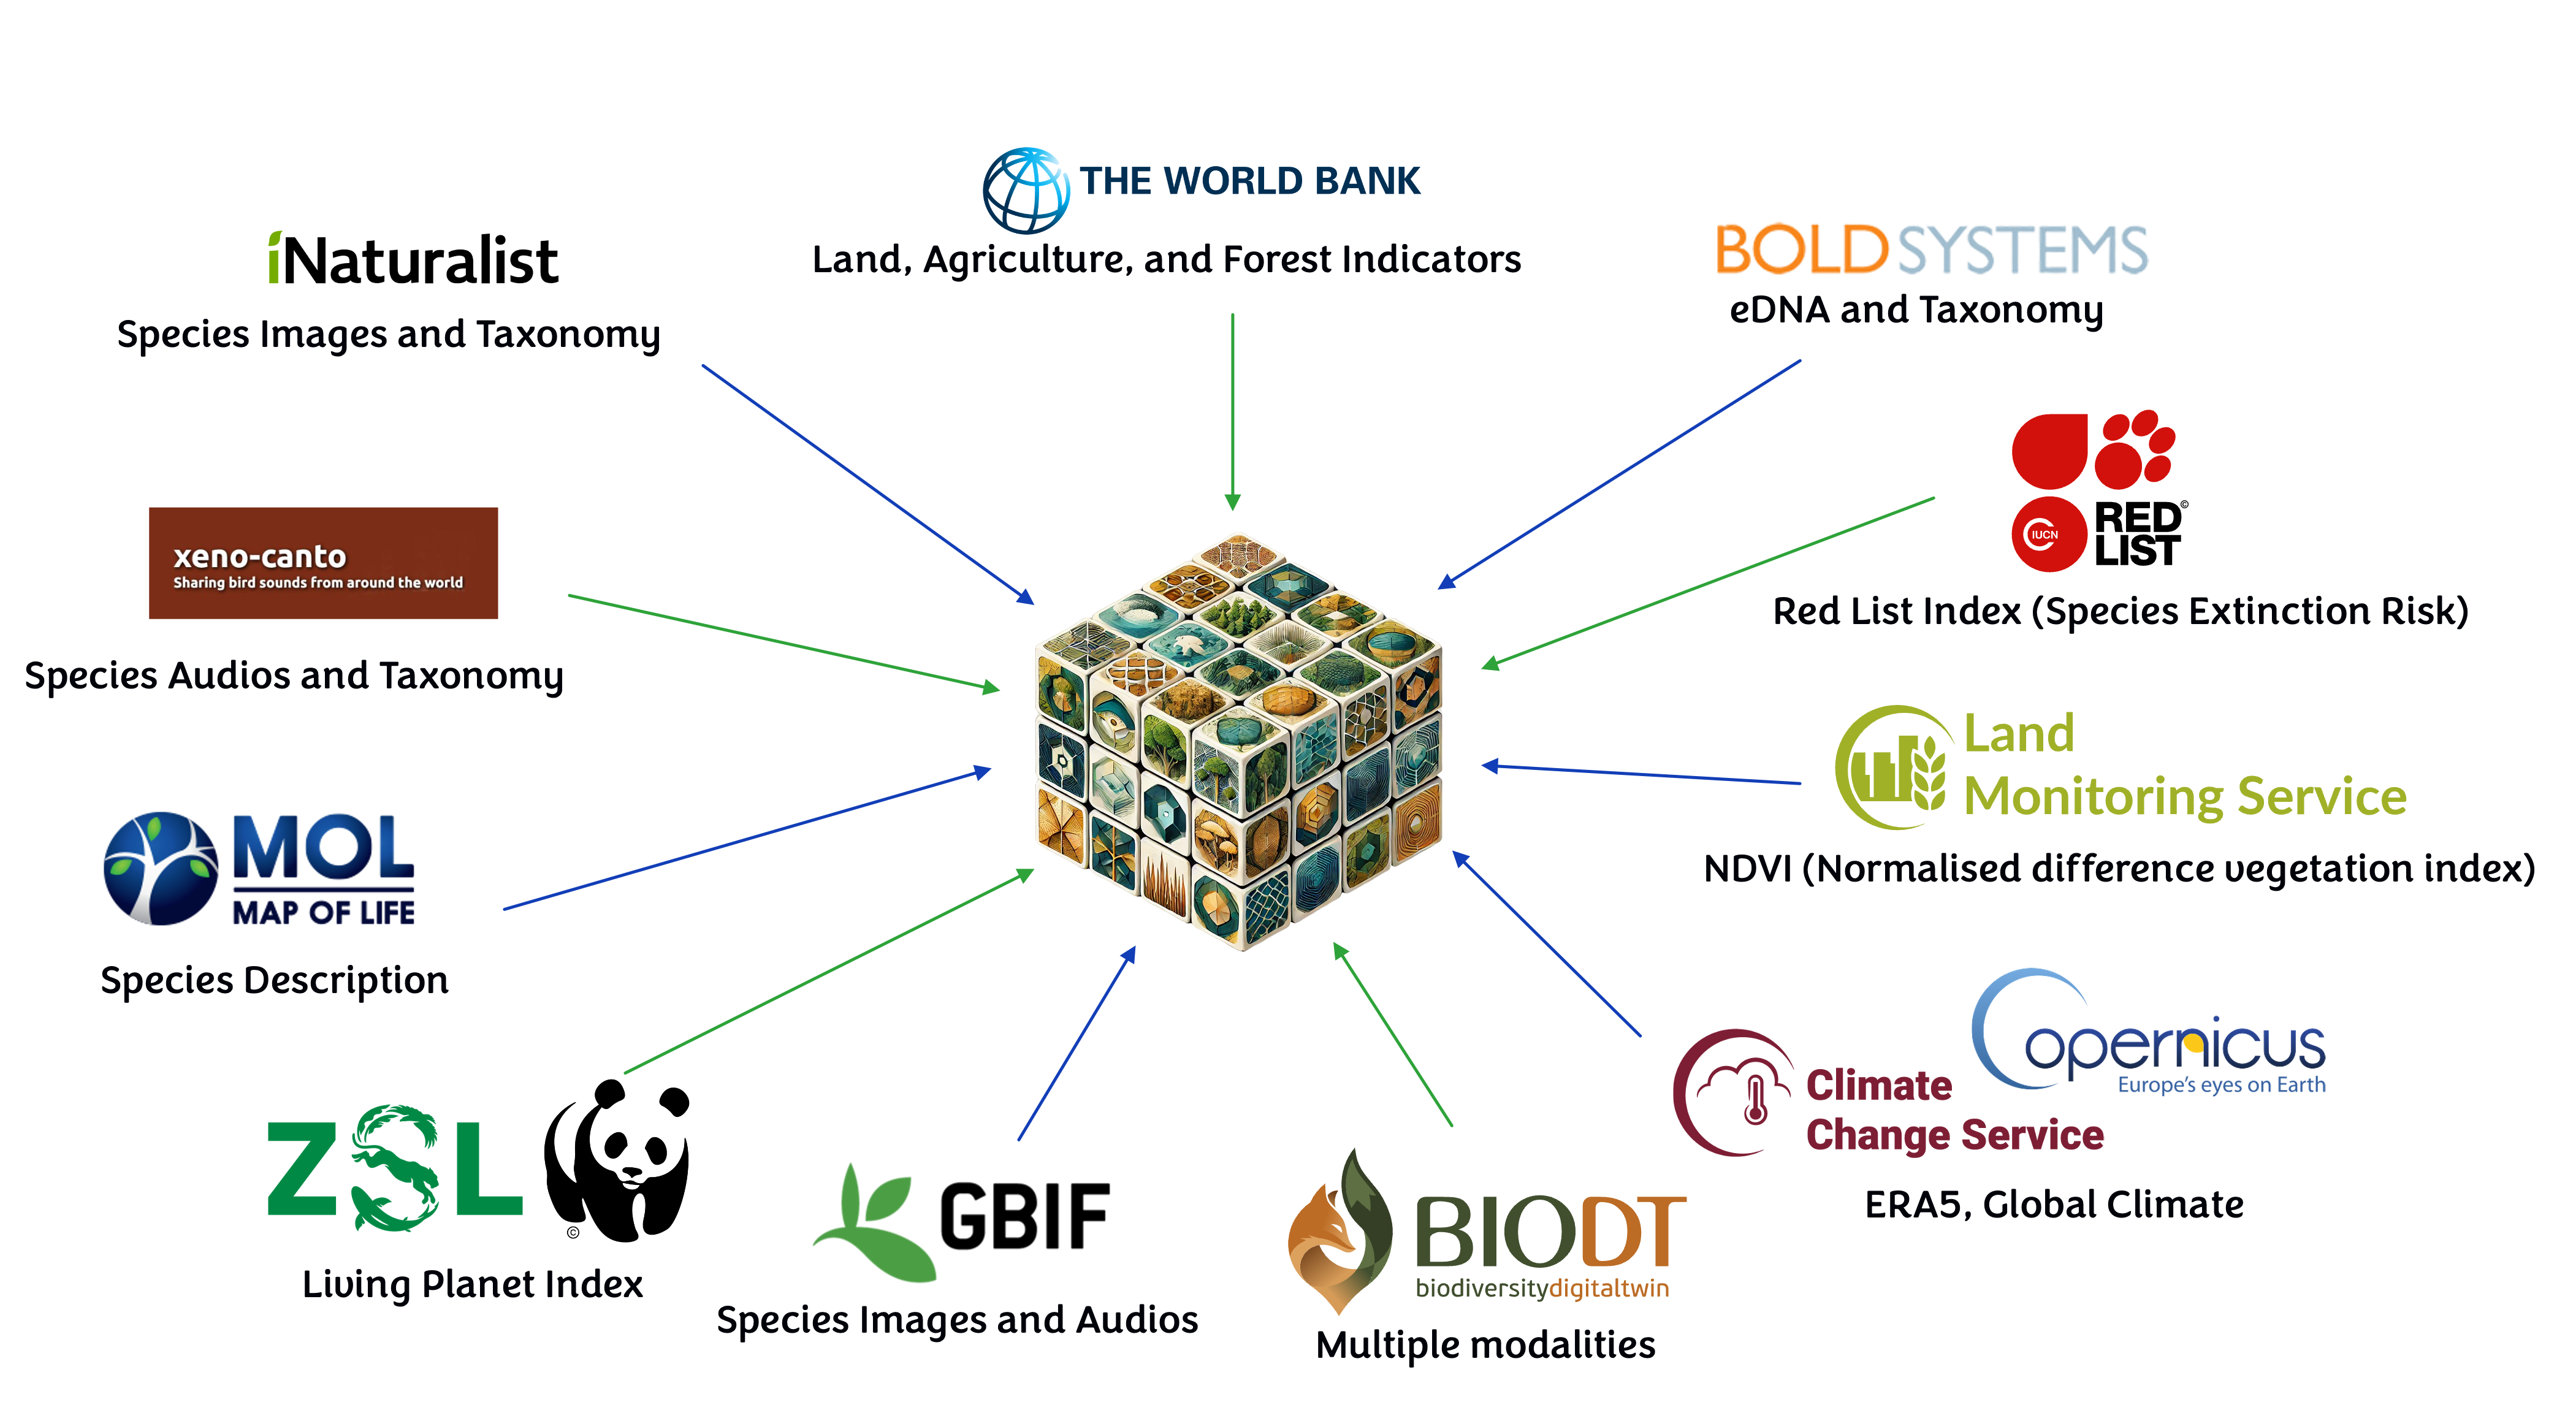 THE WORLD BANK
Land, Agriculture, and Forest Indicators
iNaturalist
Species Images and Taxonomy
BOLDSYSTEMS
eDNA and Taxonomy
IUCN
RED
LIST
©
Red List Index (Species Extinction Risk)
xeno-canto
Sharing bird sounds from around the world
Species Audios and Taxonomy
Land
Monitoring Service
NDVI (Normalised difference vegetation index)
MOL
MAP OF LIFE
Species Description
Copernicus
Europe's eyes on Earth
Climate
Change Service
ERA5, Global Climate
ZSL
©
Living Planet Index
GBIF
Species Images and Audios
BIODT
biodiversitydigitaltwin
Multiple modalities